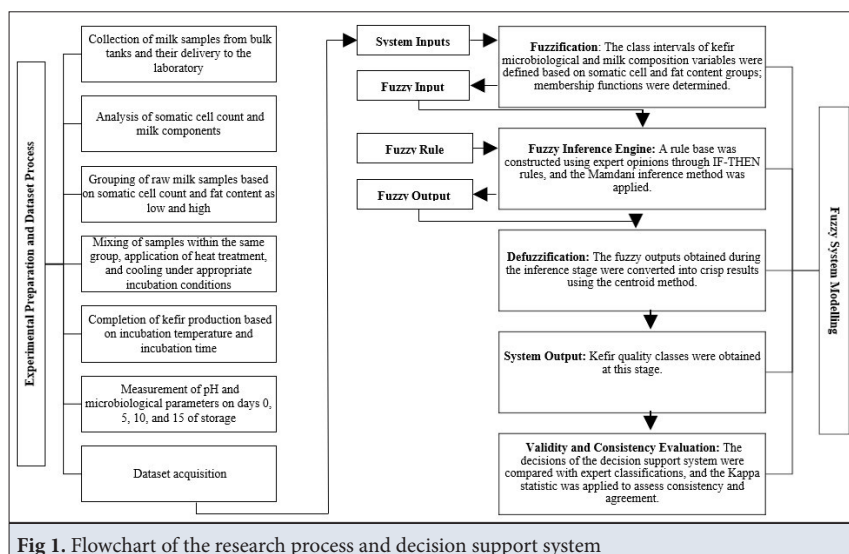 Experimental Preparation and Dataset Process
Collection of milk samples from bulk
tanks and their delivery to the
laboratory
Analysis of somatic cell count and
milk components
Grouping of raw milk samples based
on somatic cell count and fat content as
low and high
Mixing of samples within the same
group, application of heat treatment,
and cooling under appropriate
incubation conditions
Completion of kefir production based
on incubation temperature and
incubation time
Measurement of pH and
microbiological parameters on days 0,
5, 10, and 15 of storage
Dataset acquisition
System Inputs
Fuzzy Input
Fuzzy Rule
Fuzzy Output
Fuzzification: The class intervals of kefir
microbiological and milk composition variables were
defined based on somatic cell and fat content groups;
membership functions were determined.
Fuzzy Inference Engine: A rule base was
constructed using expert opinions through IF-THEN
rules, and the Mamdani inference method was
applied.
Defuzzification: The fuzzy outputs obtained during
the inference stage were converted into crisp results
using the centroid method.
System Output: Kefir quality classes were obtained
at this stage.
Validity and Consistency Evaluation: The
decisions of the decision support system were
compared with expert classifications, and the Kappa
statistic was applied to assess consistency and
agreement.
Fuzzy System Modelling
Fig 1. Flowchart of the research process and decision support system